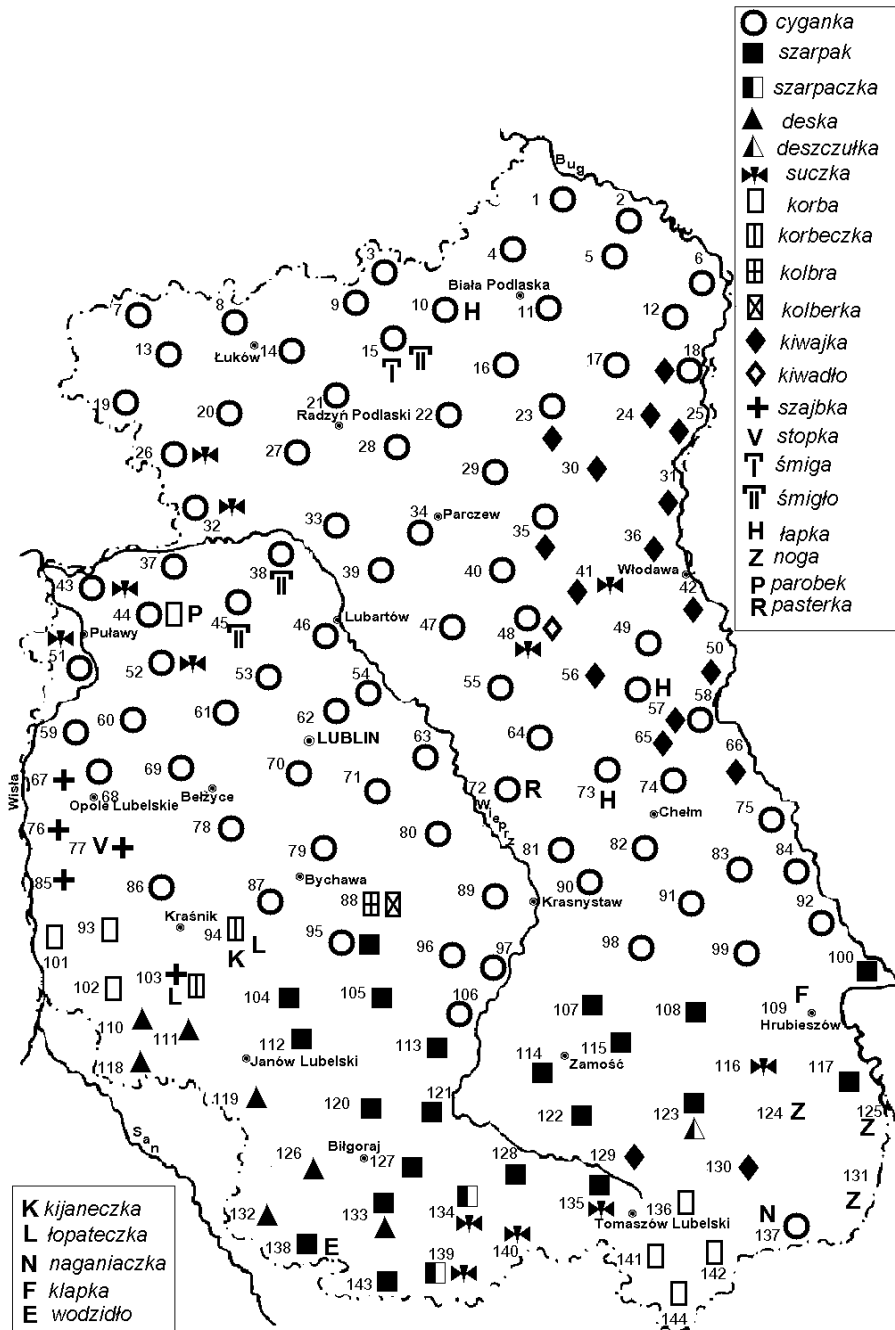 cyganka
szarpak
szarpaczka
deska
deszczułka
suczka
korba
korbeczka
kolbra
kolberka
kiwajka
kiwadło
szajbka
V stopka
śmiga
śmigło
H łapka
Z noga
P parobek
R pasterka
Bug
1
2
3
4
5
6
Biała Podlaska
7
8
9
10 H
11
12
13
Łuków
14
15
16
17
18
19
20
21
Radzyń Podlaski
22
23
24
25
26
27
28
29
30
31
32
33
34
Parczew
35
36
37
38
39
40
41
Włodawa
42
43
44 P
45
Lubartów
46
47
48
49
Puławy
50
51
52
53
54
55
56
H
57
58
59
60
61
62
LUBLIN
63
64
65
66
Wisła
67
68
Opole Lubelskie
69
Bełżyce
70
71
72 R
Wieprz
73
H
74
Chełm
75
76
77 V
78
79
80
81
82
83
84
85
86
Bychawa
87
88
89
90
Krasnystaw
91
92
93
Kraśnik
94
L
K
95
96
97
98
99
100
101
102
103
L
104
105
106
107
108
109
F
Hrubieszów
110
111
112
Janów Lubelski
113
114
115
Zamość
116
117
118
119
120
121
122
123
124 Z
125
Z
San
126
Biłgoraj
127
128
129
130
131
Z
132
133
134
135
136
Tomaszów Lubelski
N
137
138 E
139
140
141
142
143
144
K kijaneczka
L łopateczka
N naganiaczka
F klapka
E wodzidło